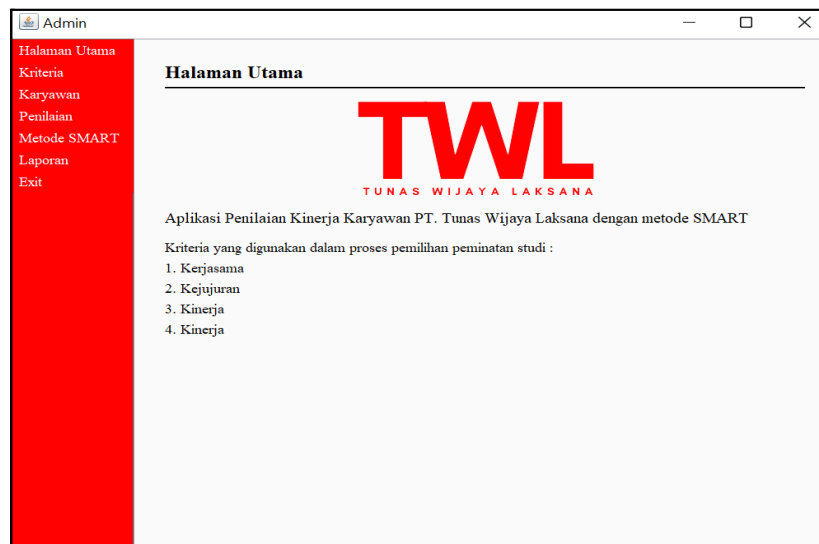 Admin
Halaman Utama
Kriteria
Karyawan
Penilaian
Metode SMART
Laporan
Exit
Halaman Utama
TWL
TUNAS WIJAYA LAKSANA
Aplikasi Penilaian Kinerja Karyawan PT. Tunas Wijaya Laksana dengan metode SMART
Kriteria yang digunakan dalam proses pemilihan peminatan studi :
1. Kerjasama
2. Kejujuran
3. Kinerja
4. Kinerja